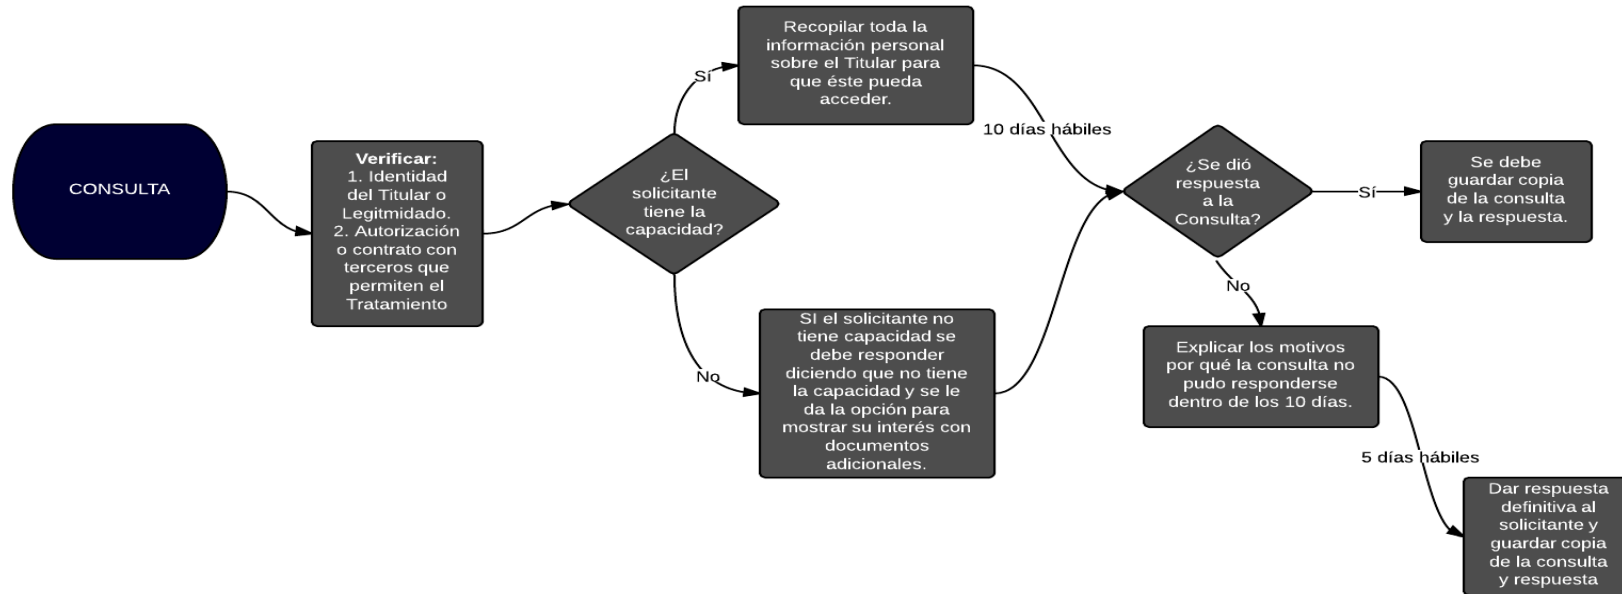 CONSULTA
Verificar:
1. Identidad
del Titular o
Legitmidado.
2. Autorización
o contrato con
terceros que
permiten el
Tratamiento
¿El
solicitante
tiene la
capacidad?
Sí
Recopilar toda la
información personal
sobre el Titular para
que éste pueda
acceder.
No
SI el solicitante no
tiene capacidad se
debe responder
diciendo que no tiene
la capacidad y se le
da la opción para
mostrar su interés con
documentos
adicionales.
10 días hábiles
¿Se dió
respuesta
a la
Consulta?
Sí
Se debe
guardar copia
de la consulta
y la respuesta.
No
Explicar los motivos
por qué la consulta no
pudo responderse
dentro de los 10 días.
5 días hábiles
Dar respuesta
definitiva al
solicitante y
guardar copia
de la consulta
y respuesta